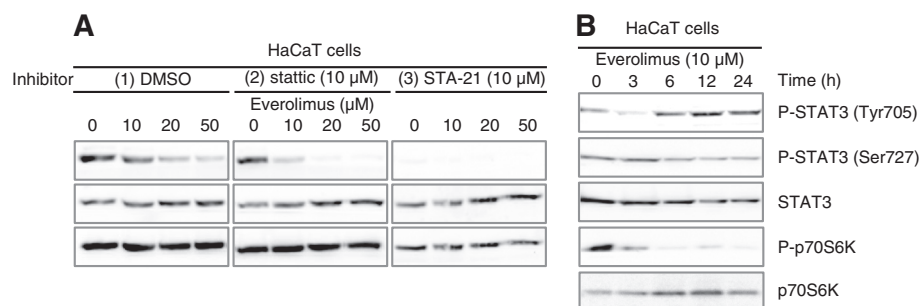 A
HaCaT cells
Inhibitor (1) DMSO (2) stattic (10 µM) (3) STA-21 (10 µM)
Everolimus (µM)
0 10 20 50 0 10 20 50 0 10 20 50
B
HaCaT cells
Everolimus (10 µM)
0 3 6 12 24 Time (h)
P-STAT3 (Tyr705)
P-STAT3 (Ser727)
STAT3
P-p70S6K
p70S6K